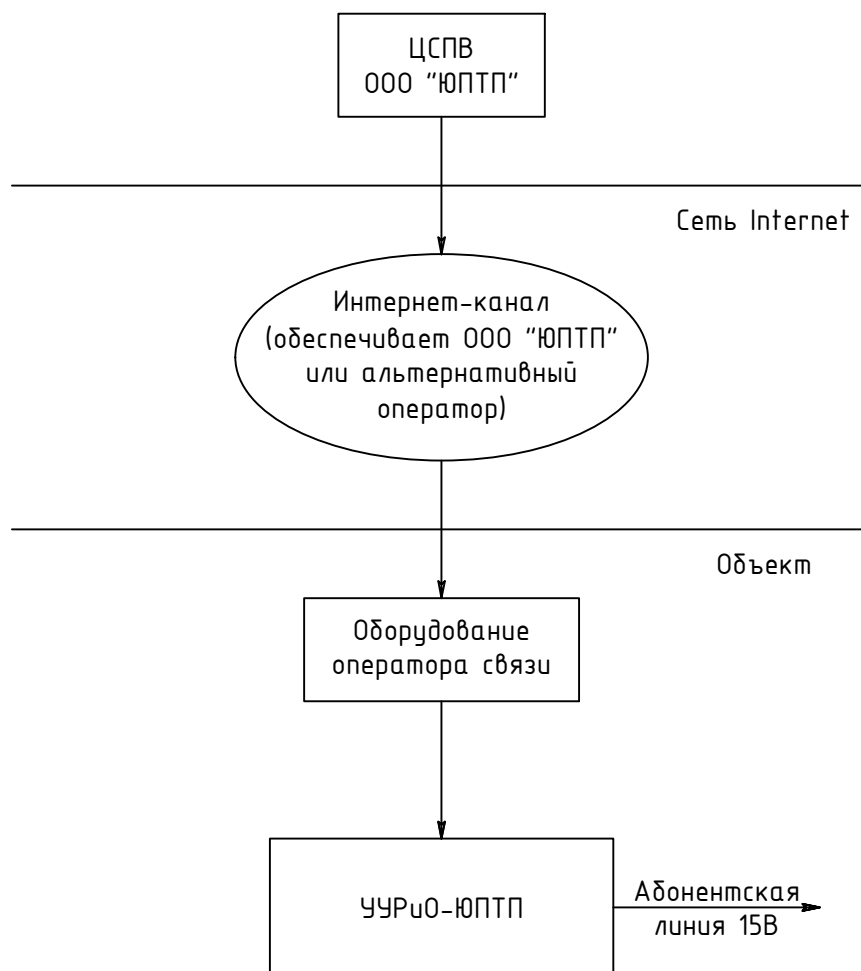 ЦСПВ
ООО "ЮПТП"
Сеть Internet
Интернет-канал
(обеспечивает ООО "ЮПТП"
или альтернативный
оператор)
Объект
Оборудование
оператора связи
УУРиО-ЮПТП
Абонентская
линия 15В